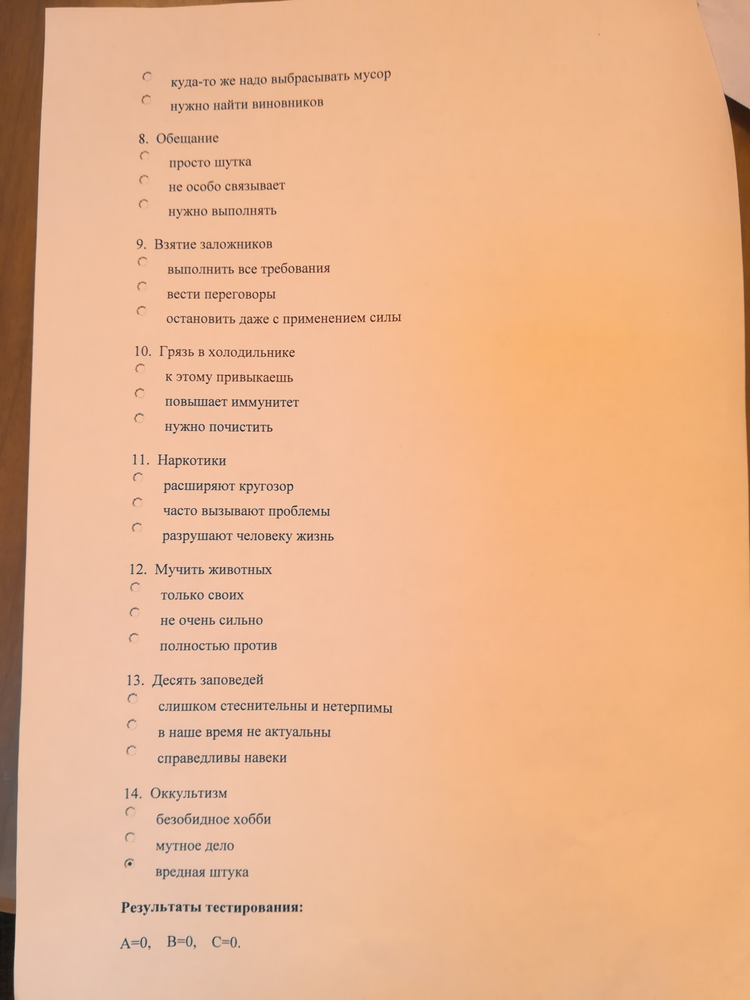 куда-то же надо выбрасывать мусор
нужно найти виновников
8. Обещание
просто шутка
не особо связывает
нужно выполнять
9. Взятие заложников
выполнить все требования
вести переговоры
остановить даже с применением силы
10. Грязь в холодильнике
к этому привыкаешь
повышает иммунитет
нужно почистить
11. Наркотики
расширяют кругозор
часто вызывают проблемы
разрушают человеку жизнь
12. Мучить животных
только своих
не очень сильно
полностью против
13. Десять заповедей
слишком стеснительны и нетерпимы
в наше время не актуальны
справедливы навеки
14. Оккультизм
безобидное хобби
мутное дело
вредная штука
Результаты тестирования:
A=0, B=0, C=0.